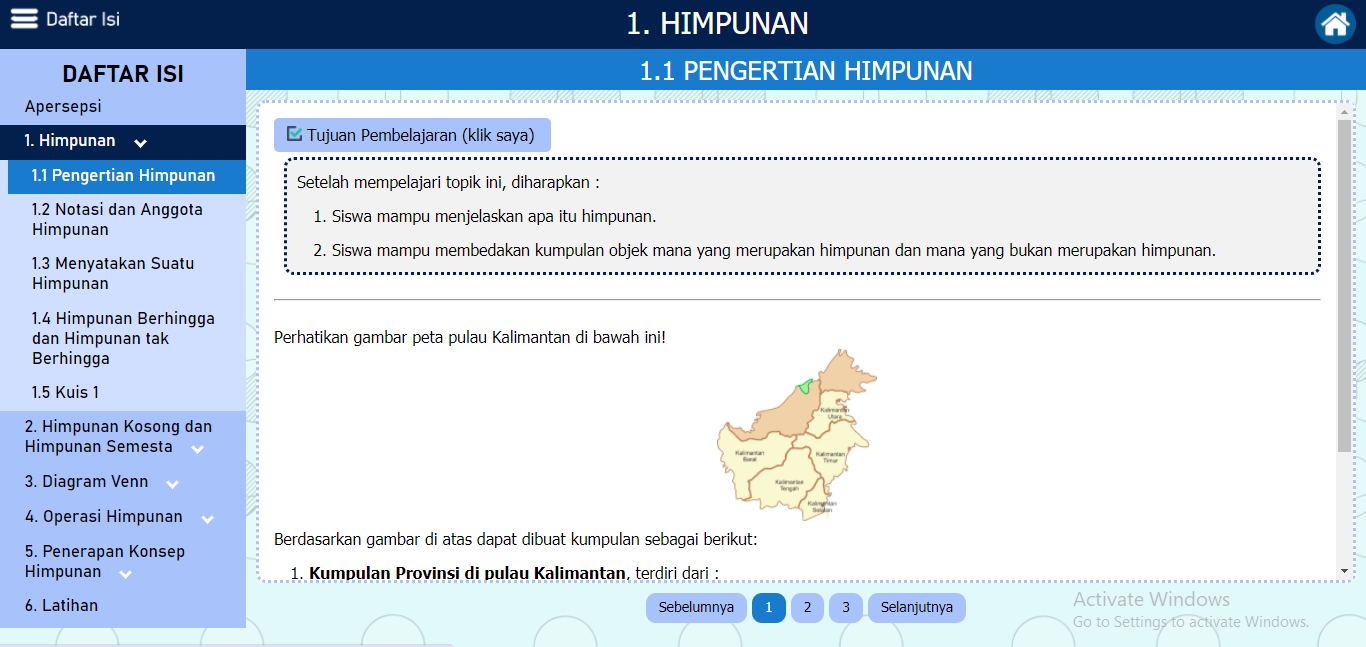 Daftar Isi
1. HIMPUNAN
DAFTAR ISI
Apersepsi
1. Himpunan
1.1 Pengertian Himpunan
1.2 Notasi dan Anggota
Himpunan
1.3 Menyatakan Suatu
Himpunan
1.4 Himpunan Berhingga
dan Himpunan tak
Berhingga
1.5 Kuis 1
2. Himpunan Kosong dan
Himpunan Semesta
3. Diagram Venn
4. Operasi Himpunan
5. Penerapan Konsep
Himpunan
6. Latihan
1.1 PENGERTIAN HIMPUNAN
Tujuan Pembelajaran (klik saya)
Setelah mempelajari topik ini, diharapkan :
1. Siswa mampu menjelaskan apa itu himpunan.
2. Siswa mampu membedakan kumpulan objek mana yang merupakan himpunan dan mana yang bukan merupakan himpunan.
Perhatikan gambar peta pulau Kalimantan di bawah ini!
Kalimantan
Utara
Kalimantan
Barat
Kalimantan
Timur
Kalimantan
Tengah
Kalimantan
Selatan
Berdasarkan gambar di atas dapat dibuat kumpulan sebagai berikut:
1. Kumpulan Provinsi di pulau Kalimantan, terdiri dari :
Sebelumnya 1 2 3 Selanjutnya
Activate Windows
Go to Settings to activate Windows.